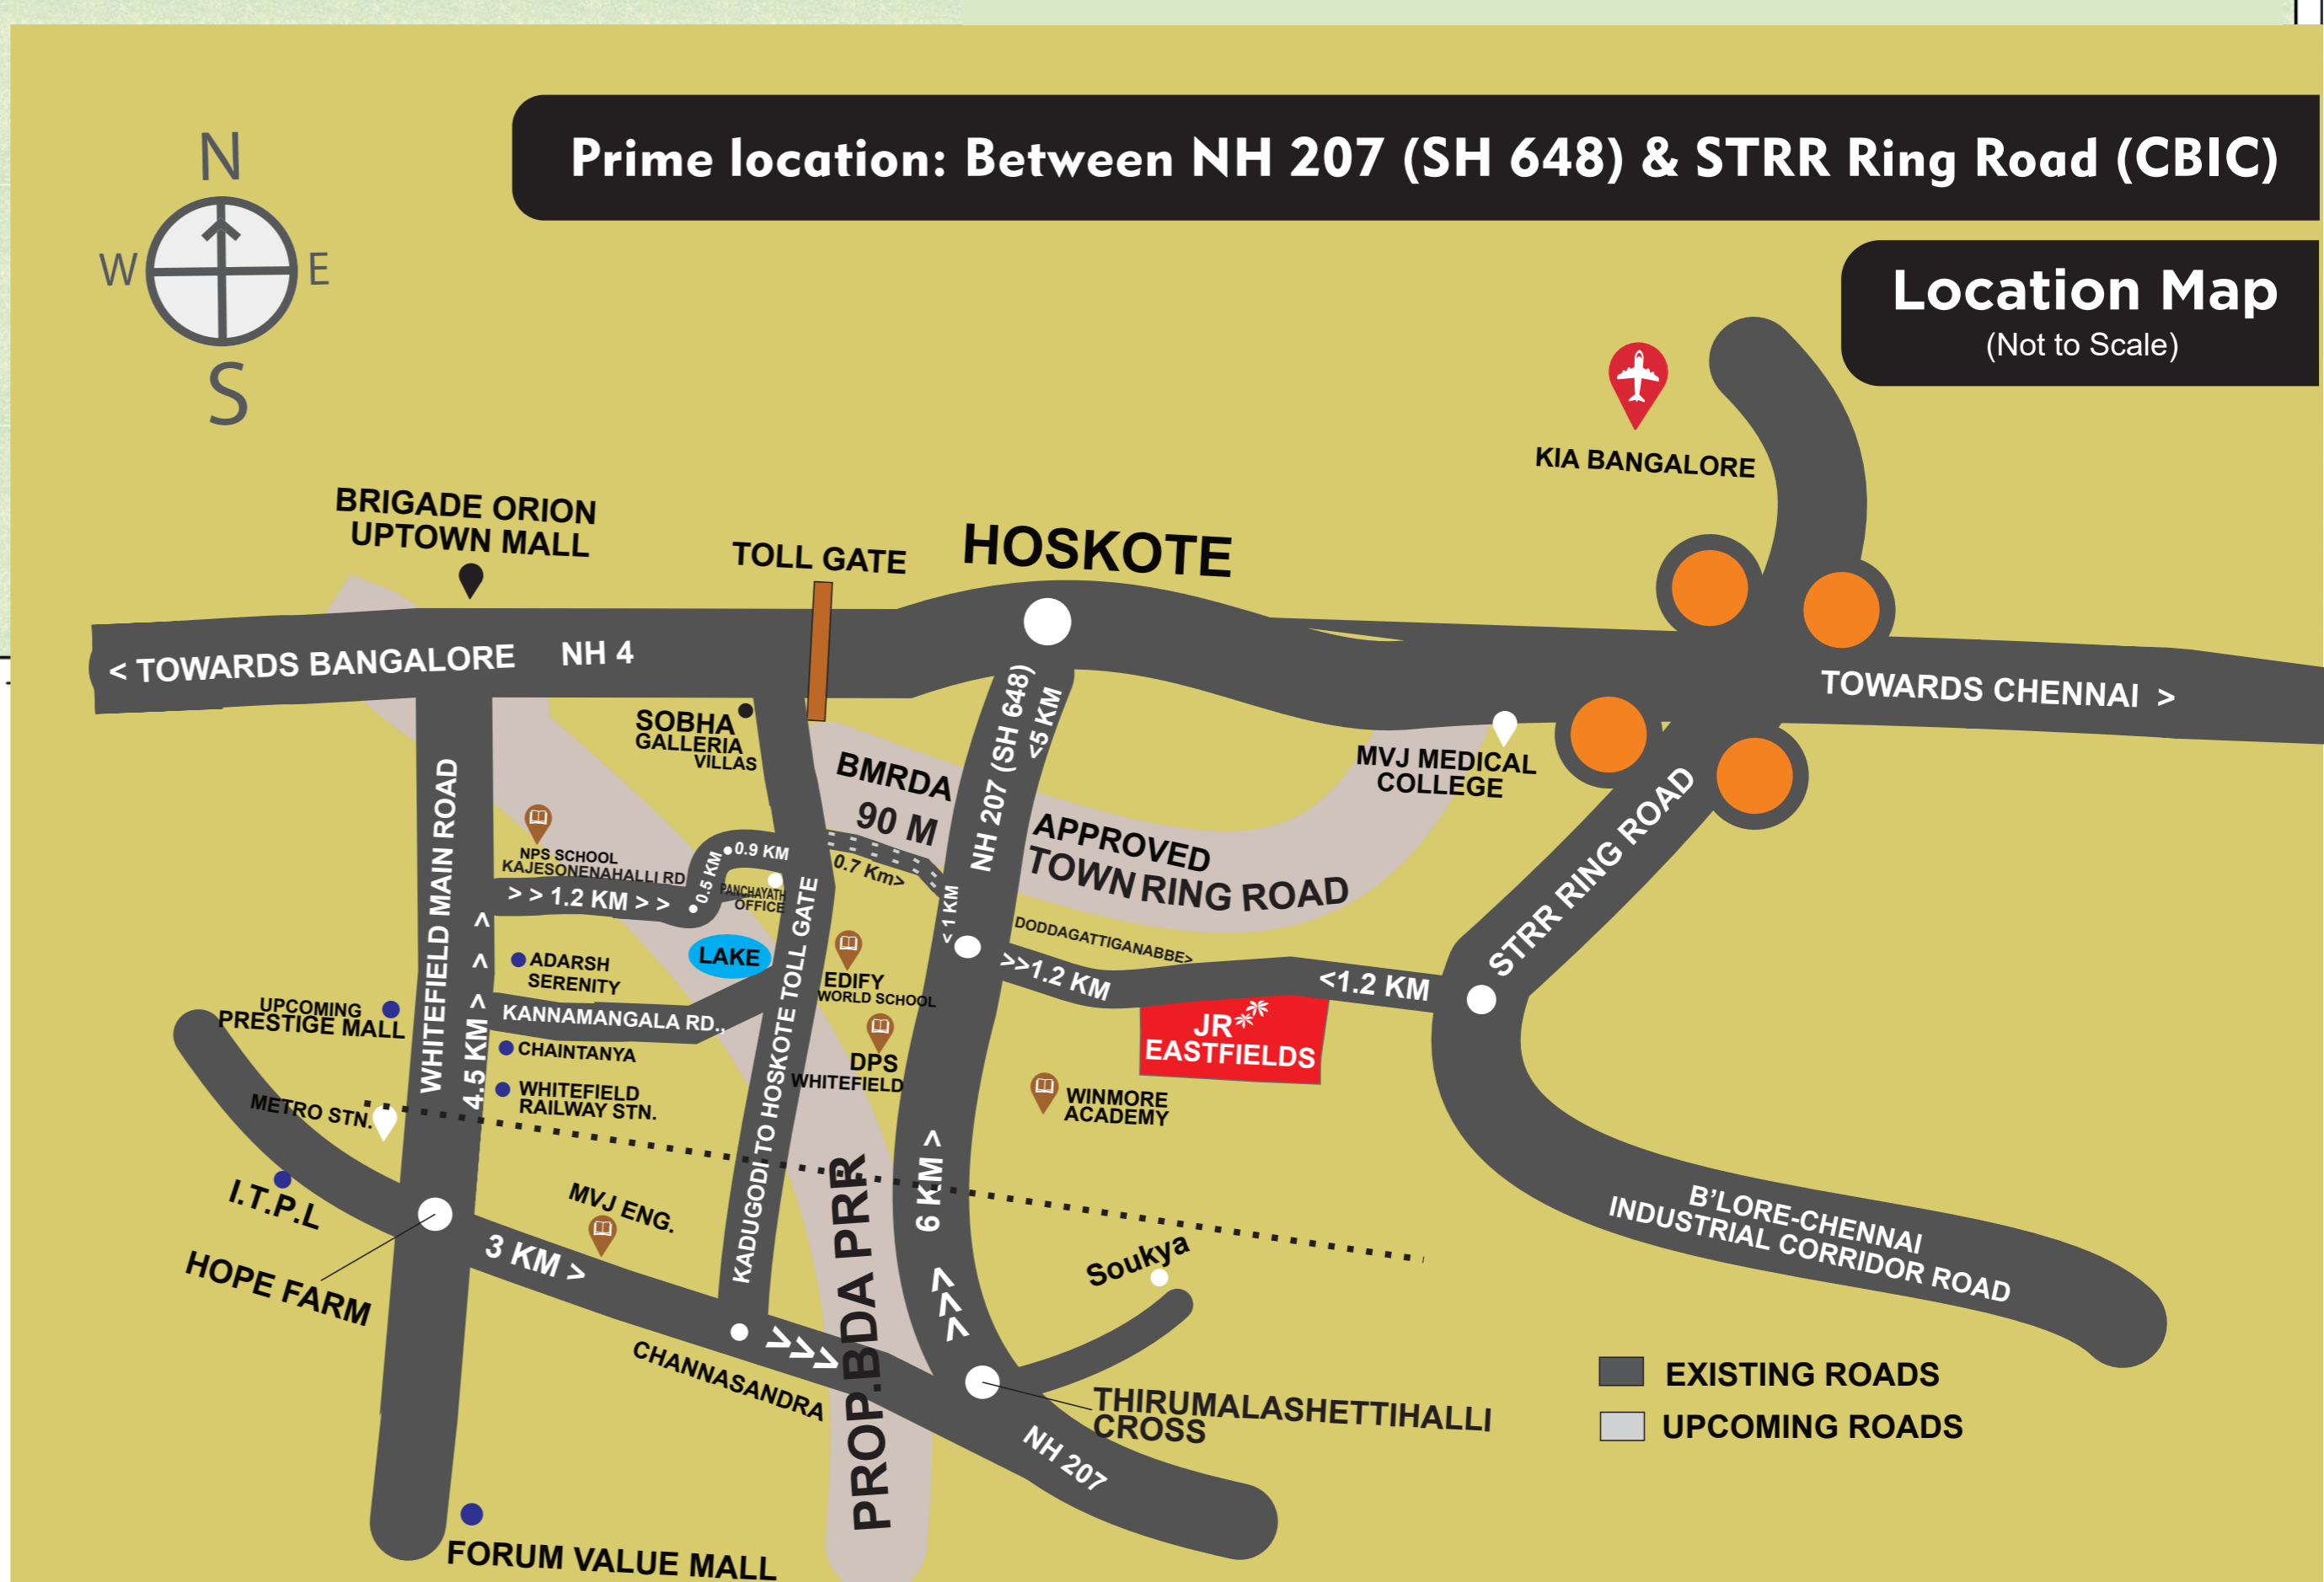 Prime location: Between NH 207 (SH 648) & STRR Ring Road (CBIC)
Location Map
(Not to Scale)
N
W
E
S
KIA BANGALORE
BRIGADE ORION
UPTOWN MALL
TOLL GATE
HOSKOTE
< TOWARDS BANGALORE
NH 4
TOWARDS CHENNAI >
SOBHA
GALLERIA
VILLAS
BMRDA
90 M
NH 207 (SH 648)
<5 KM
MVJ MEDICAL
COLLEGE
APPROVED
TOWN RING ROAD
STRR RING ROAD
WHITEFIELD MAIN ROAD
4.5 KM > > > >
NPS SCHOOL
KAJESONENAHALLI RD
> > 1.2 KM > >
0.5 KM
0.9 KM
0.7 Km>
PANCHAYATH
OFFICE
< 1 KM
LAKE
KADUGODI TO HOSKOTE TOLL GATE
DODDAGATTIGANABBE>
>>1.2 KM
<1.2 KM
ADARSH
SERENITY
EDIFY
WORLD SCHOOL
UPCOMING
PRESTIGE MALL
KANNAMANGALA RD..
JR
EASTFIELDS
CHAINTANYA
DPS
WHITEFIELD
WHITEFIELD
RAILWAY STN.
WINMORE
ACADEMY
METRO STN.
I.T.P.L
MVJ ENG.
6 KM >
>>>
PROP.BDA PRR
Soukya
B'LORE-CHENNAI
INDUSTRIAL CORRIDOR ROAD
HOPE FARM
3 KM >
>>>
CHANNASANDRA
THIRUMALASHETTIHALLI
CROSS
NH 207
EXISTING ROADS
UPCOMING ROADS
FORUM VALUE MALL